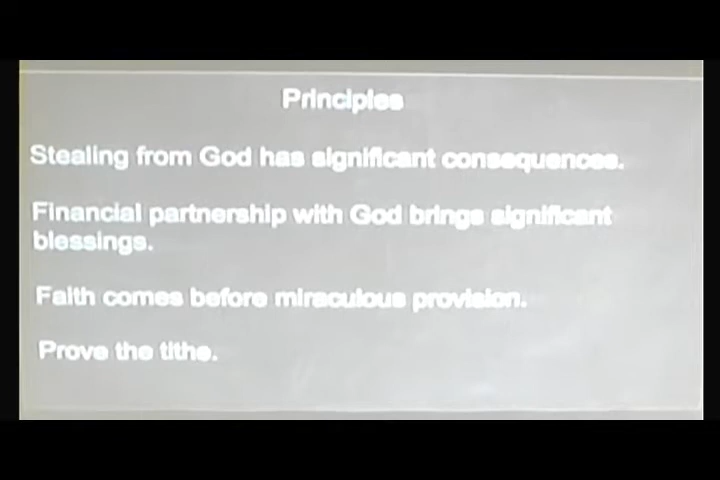 Principles
Stealing from God has significant consequences.
Financial partnership with God brings significant
blessings.
Faith comes before miraculous provision.
Prove the tithe.